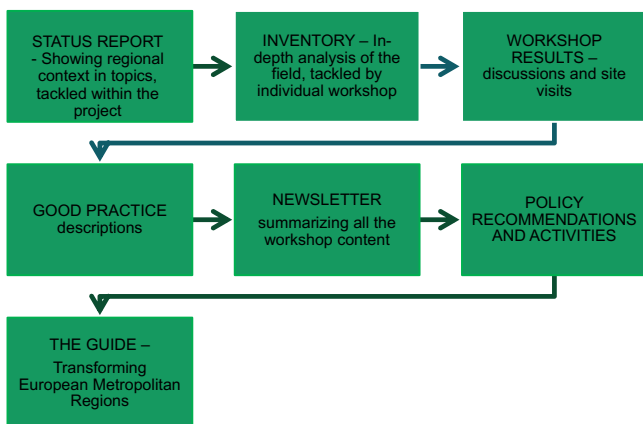 STATUS REPORT
- Showing regional
context in topics,
tackled within the
project
INVENTORY – In-
depth analysis of the
field, tackled by
individual workshop
WORKSHOP
RESULTS –
discussions and site
visits
GOOD PRACTICE
descriptions
NEWSLETTER
summarizing all the
workshop content
POLICY
RECOMMENDATIONS
AND ACTIVITIES
THE GUIDE –
Transforming
European Metropolitan
Regions